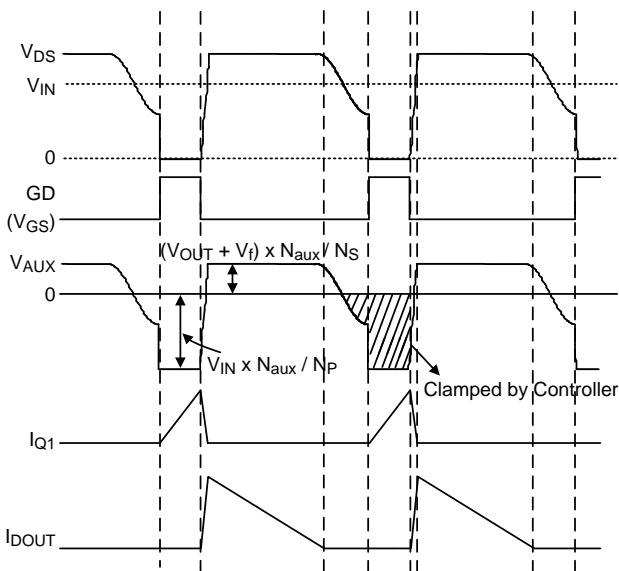 VDS
VIN
0
GD
(VGS)
(VOUT + Vf) x Naux / NS
VAUX
0
VIN x Naux / NP
Clamped by Controller
IQ1
IDOUT